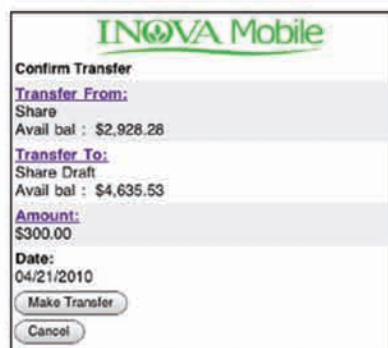 INOVA Mobile
Confirm Transfer
Transfer From:
Share
Avail bal : $2,928.28
Transfer To:
Share Draft
Avail bal : $4,635.53
Amount:
$300.00
Date:
04/21/2010
Make Transfer
Cancel